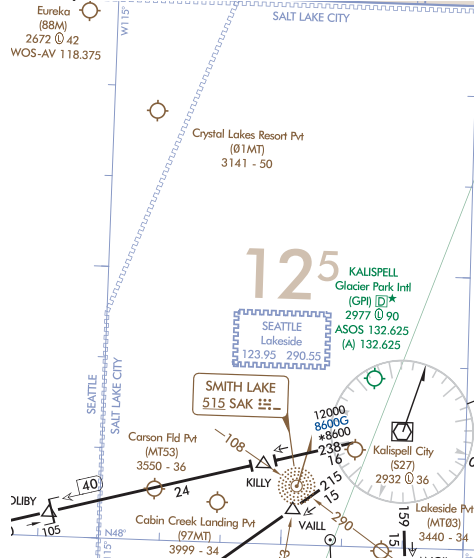 Eureka
(88M)
2672 Ⓛ 42
WOS-AV 118.375
W115°
SALT LAKE CITY
Crystal Lakes Resort Pvt
(Ø1MT)
3141 - 50
12⁵
KALISPELL
Glacier Park Intl
(GPI) D★
2977 Ⓛ 90
ASOS 132.625
(A) 132.625
SEATTLE
Lakeside
123.95 290.55
SEATTLE
SALT LAKE CITY
SMITH LAKE
515 SAK
12000
8600G
*8600
238
16
108
Carson Fld Pvt
(MT53)
3550 - 36
Kalispell City
(S27)
2932 Ⓛ 36
KILLY
40
24
OLIBY
105
215
15
VAILL
290
Cabin Creek Landing Pvt
(97MT)
3999 - 34
N48°
115°
159
Lakeside Pvt
(MT03)
3440 - 34